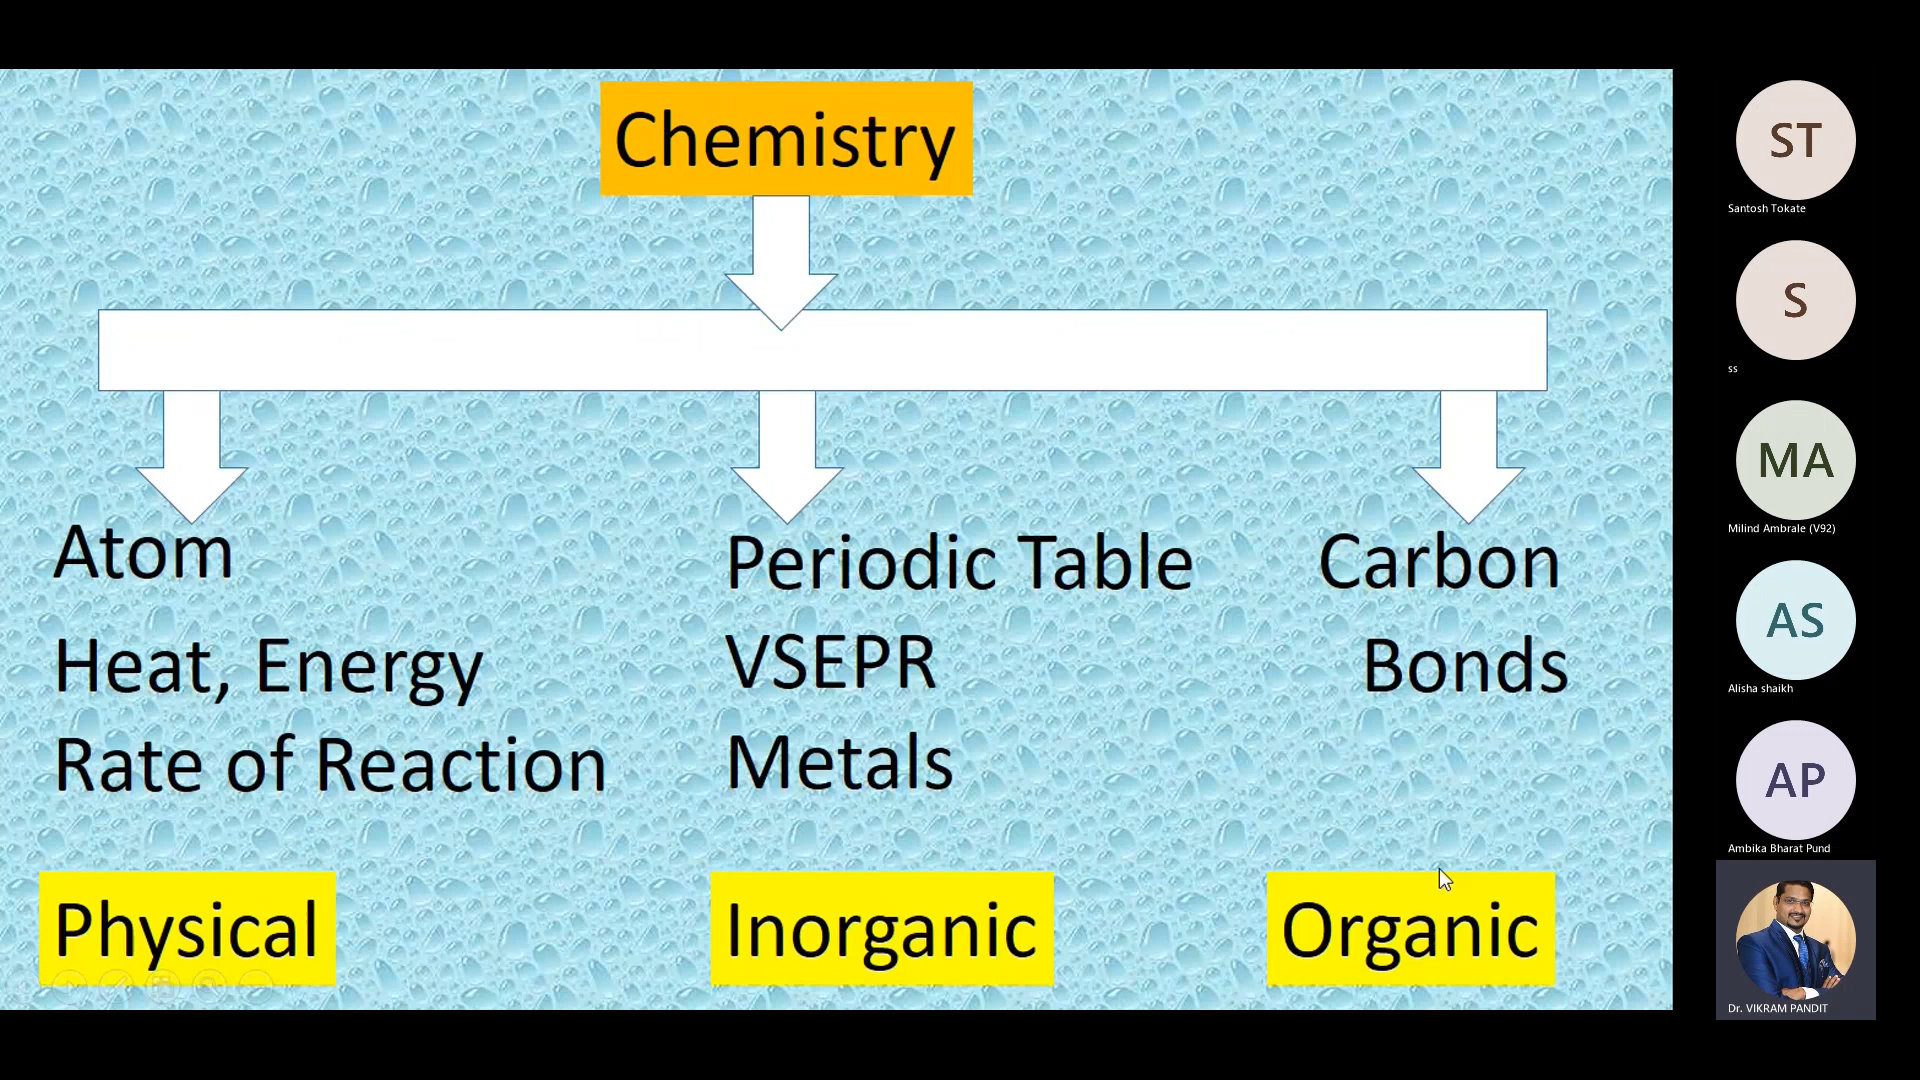 Chemistry
Atom
Heat, Energy
Rate of Reaction
Physical
Periodic Table
VSEPR
Metals
Inorganic
Carbon
Bonds
Organic
ST
Santosh Tokate
S
ss
MA
Milind Ambrale (V92)
AS
Alisha shaikh
AP
Ambika Bharat Pund
Dr. VIKRAM PANDIT